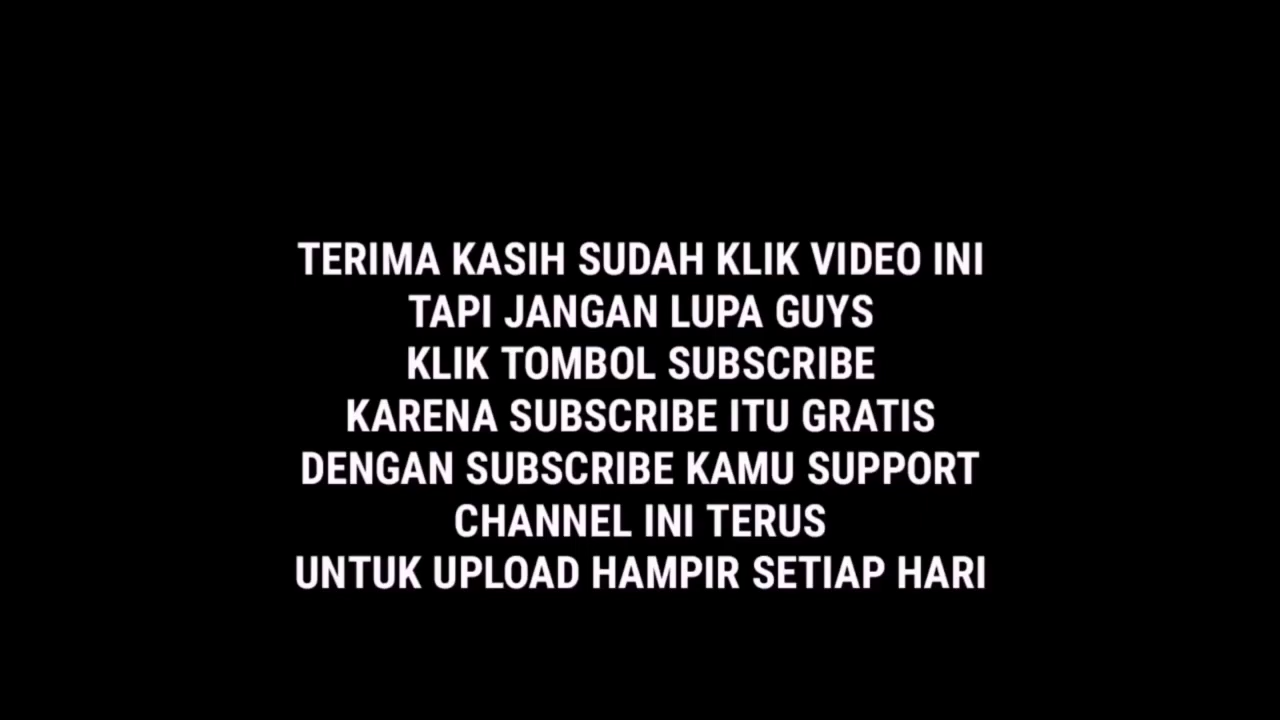 TERIMA KASIH SUDAH KLIK VIDEO INI
TAPI JANGAN LUPA GUYS
KLIK TOMBOL SUBSCRIBE
KARENA SUBSCRIBE ITU GRATIS
DENGAN SUBSCRIBE KAMU SUPPORT
CHANNEL INI TERUS
UNTUK UPLOAD HAMPIR SETIAP HARI